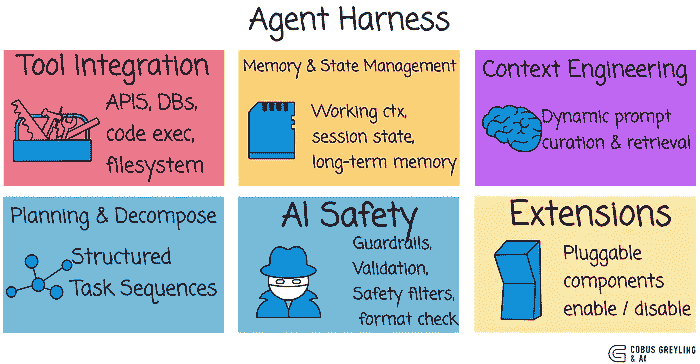 Agent Harness
Tool Integration
APIS, DBs,
code exec,
filesystem
Memory & State Management
Working ctx,
session state,
long-term memory
Context Engineering
Dynamic prompt
curation & retrieval
Planning & Decompose
Structured
Task Sequences
AI Safety
Guardrails,
Validation,
Safety filters,
format check
Extensions
Pluggable
components
enable / disable
COBUS GREYLING
& AI